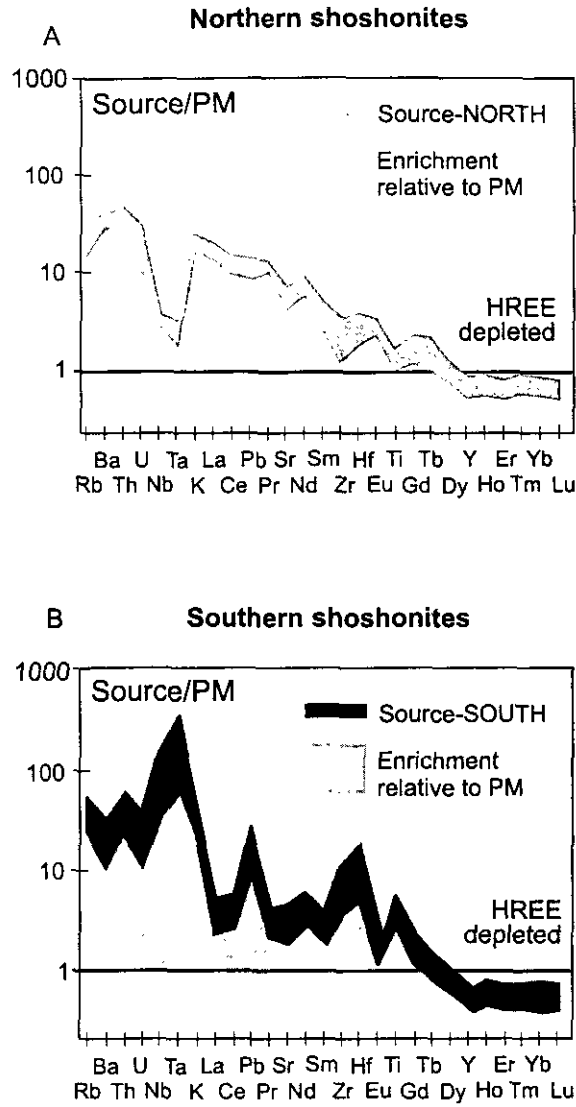 Northern shoshonites
A
1000
Source/PM
Source-NORTH
100
Enrichment
relative to PM
10
HREE
depleted
1
Ba U Ta La Pb Sr Sm Hf Ti Tb Y Er Yb
Rb Th Nb K Ce Pr Nd Zr Eu Gd Dy Ho Tm Lu
B
Southern shoshonites
1000
Source/PM
Source-SOUTH
Enrichment
relative to PM
100
10
HREE
depleted
1
Ba U Ta La Pb Sr Sm Hf Ti Tb Y Er Yb
Rb Th Nb K Ce Pr Nd Zr Eu Gd Dy Ho Tm Lu